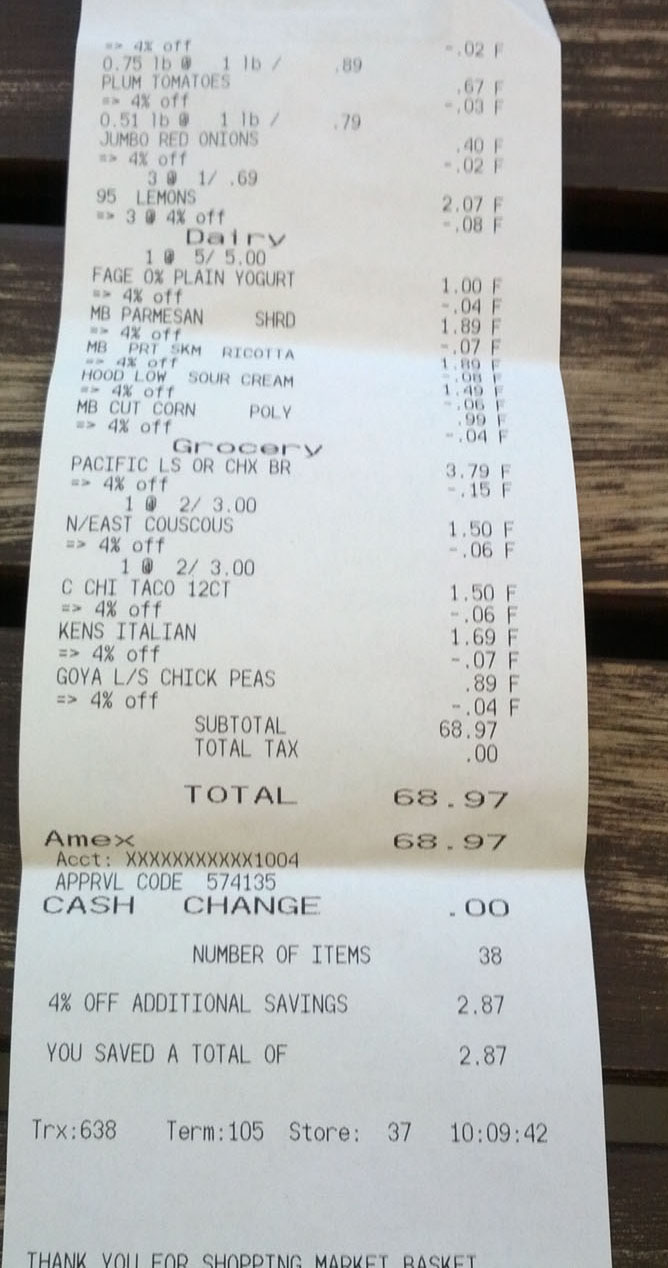 => 4% off -.02 F
0.75 lb @ 1 lb / .89
PLUM TOMATOES .67 F
=> 4% off -.03 F
0.51 lb @ 1 lb / .79
JUMBO RED ONIONS .40 F
=> 4% off -.02 F
3 @ 1/ .69
95 LEMONS 2.07 F
=> 3 @ 4% off -.08 F
Dairy
1 @ 5/ 5.00
FAGE 0% PLAIN YOGURT 1.00 F
=> 4% off -.04 F
MB PARMESAN SHRD 1.89 F
=> 4% off -.07 F
MB PRT SKM RICOTTA 1.89 F
=> 4% off -.08 F
HOOD LOW SOUR CREAM 1.49 F
=> 4% off -.06 F
MB CUT CORN POLY .99 F
=> 4% off -.04 F
Grocery
PACIFIC LS OR CHX BR 3.79 F
=> 4% off -.15 F
1 @ 2/ 3.00
N/EAST COUSCOUS 1.50 F
=> 4% off -.06 F
1 @ 2/ 3.00
C CHI TACO 12CT 1.50 F
=> 4% off -.06 F
KENS ITALIAN 1.69 F
=> 4% off -.07 F
GOYA L/S CHICK PEAS .89 F
=> 4% off -.04 F
SUBTOTAL 68.97
TOTAL TAX .00
TOTAL 68.97
Amex 68.97
Acct: XXXXXXXXXXX1004
APPRVL CODE 574135
CASH CHANGE .00
NUMBER OF ITEMS 38
4% OFF ADDITIONAL SAVINGS 2.87
YOU SAVED A TOTAL OF 2.87
Trx:638 Term:105 Store: 37 10:09:42
THANK YOU FOR SHOPPING MARKET BASKET